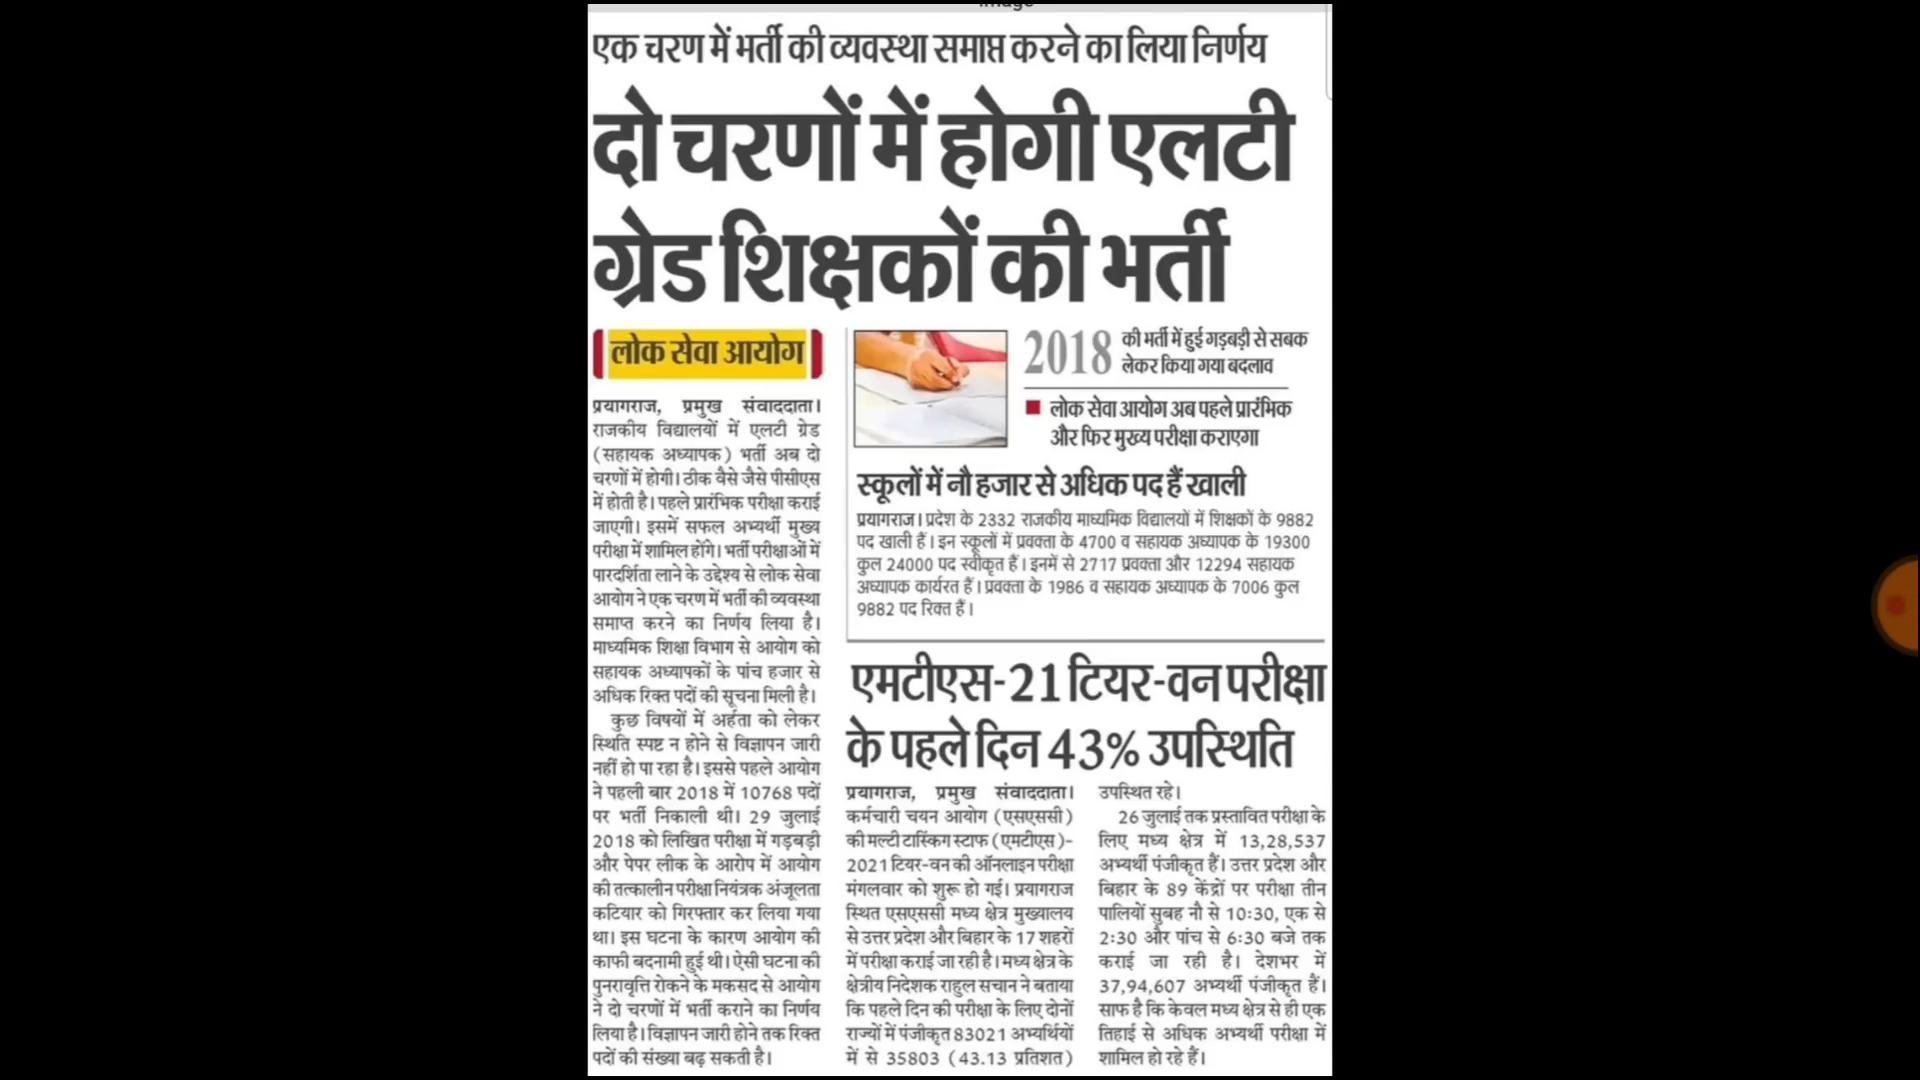 एक चरण में भर्ती की व्यवस्था समाप्त करने का लिया निर्णय
दो चरणों में होगी एलटी
ग्रेड शिक्षकों की भर्ती
लोक सेवा आयोग
प्रयागराज, प्रमुख संवाददाता।
राजकीय विद्यालयों में एलटी ग्रेड
(सहायक अध्यापक) भर्ती अब दो
चरणों में होगी। ठीक वैसे जैसे पीसीएस
में होती है। पहले प्रारंभिक परीक्षा कराई
जाएगी। इसमें सफल अभ्यर्थी मुख्य
परीक्षा में शामिल होंगे। भर्ती परीक्षाओं में
पारदर्शिता लाने के उद्देश्य से लोक सेवा
आयोग ने एक चरण में भर्ती की व्यवस्था
समाप्त करने का निर्णय लिया है।
माध्यमिक शिक्षा विभाग से आयोग को
सहायक अध्यापकों के पांच हजार से
अधिक रिक्त पदों की सूचना मिली है।
कुछ विषयों में अर्हता को लेकर
स्थिति स्पष्ट न होने से विज्ञापन जारी
नहीं हो पा रहा है। इससे पहले आयोग
ने पहली बार 2018 में 10768 पदों
पर भर्ती निकाली थी। 29 जुलाई
2018 को लिखित परीक्षा में गड़बड़ी
और पेपर लीक के आरोप में आयोग
की तत्कालीन परीक्षा नियंत्रक अंजूलता
कटियार को गिरफ्तार कर लिया गया
था। इस घटना के कारण आयोग की
काफी बदनामी हुई थी। ऐसी घटना की
पुनरावृत्ति रोकने के मकसद से आयोग
ने दो चरणों में भर्ती कराने का निर्णय
लिया है। विज्ञापन जारी होने तक रिक्त
पदों की संख्या बढ़ सकती है।
2018 की भर्ती में हुई गड़बड़ी से सबक
लेकर किया गया बदलाव
लोक सेवा आयोग अब पहले प्रारंभिक
और फिर मुख्य परीक्षा कराएगा
स्कूलों में नौ हजार से अधिक पद हैं खाली
प्रयागराज। प्रदेश के 2332 राजकीय माध्यमिक विद्यालयों में शिक्षकों के 9882
पद खाली हैं। इन स्कूलों में प्रवक्ता के 4700 व सहायक अध्यापक के 19300
कुल 24000 पद स्वीकृत हैं। इनमें से 2717 प्रवक्ता और 12294 सहायक
अध्यापक कार्यरत हैं। प्रवक्ता के 1986 व सहायक अध्यापक के 7006 कुल
9882 पद रिक्त हैं।
एमटीएस-21 टियर-वन परीक्षा
के पहले दिन 43% उपस्थिति
प्रयागराज, प्रमुख संवाददाता।
कर्मचारी चयन आयोग (एसएससी)
की मल्टी टास्किंग स्टाफ (एमटीएस)-
2021 टियर-वन की ऑनलाइन परीक्षा
मंगलवार को शुरू हो गई। प्रयागराज
स्थित एसएससी मध्य क्षेत्र मुख्यालय
से उत्तर प्रदेश और बिहार के 17 शहरों
में परीक्षा कराई जा रही है। मध्य क्षेत्र के
क्षेत्रीय निदेशक राहुल सचान ने बताया
कि पहले दिन की परीक्षा के लिए दोनों
राज्यों में पंजीकृत 83021 अभ्यर्थियों
में से 35803 (43.13 प्रतिशत)
उपस्थित रहे।
26 जुलाई तक प्रस्तावित परीक्षा के
लिए मध्य क्षेत्र में 13,28,537
अभ्यर्थी पंजीकृत हैं। उत्तर प्रदेश और
बिहार के 89 केंद्रों पर परीक्षा तीन
पालियों सुबह नौ से 10:30, एक से
2:30 और पांच से 6:30 बजे तक
कराई जा रही है। देशभर में
37,94,607 अभ्यर्थी पंजीकृत हैं।
साफ है कि केवल मध्य क्षेत्र से ही एक
तिहाई से अधिक अभ्यर्थी परीक्षा में
शामिल हो रहे हैं।